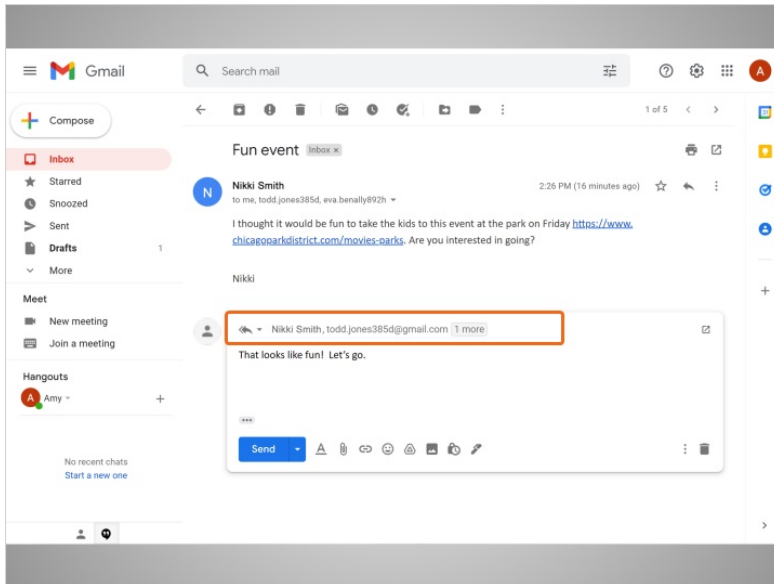 Gmail
Search mail
A
Compose
1 of 5
Inbox
Starred
Snoozed
Sent
Drafts 1
More
Meet
New meeting
Join a meeting
Hangouts
A Amy
No recent chats
Start a new one
Fun event Inbox x
N
Nikki Smith 2:26 PM (16 minutes ago)
to me, todd.jones385d, eva.benally892h
I thought it would be fun to take the kids to this event at the park on Friday https://www.
chicagoparkdistrict.com/movies-parks. Are you interested in going?
Nikki
Nikki Smith, todd.jones385d@gmail.com 1 more
That looks like fun! Let's go.
Send A